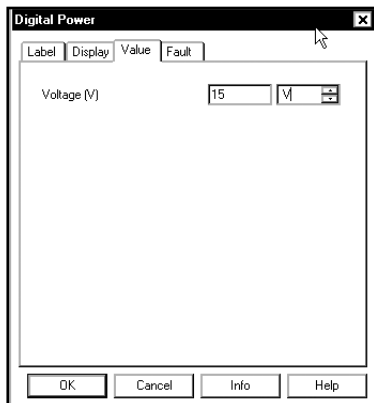 Digital Power
Label Display Value Fault
Voltage (V) 15 V
OK Cancel Info Help